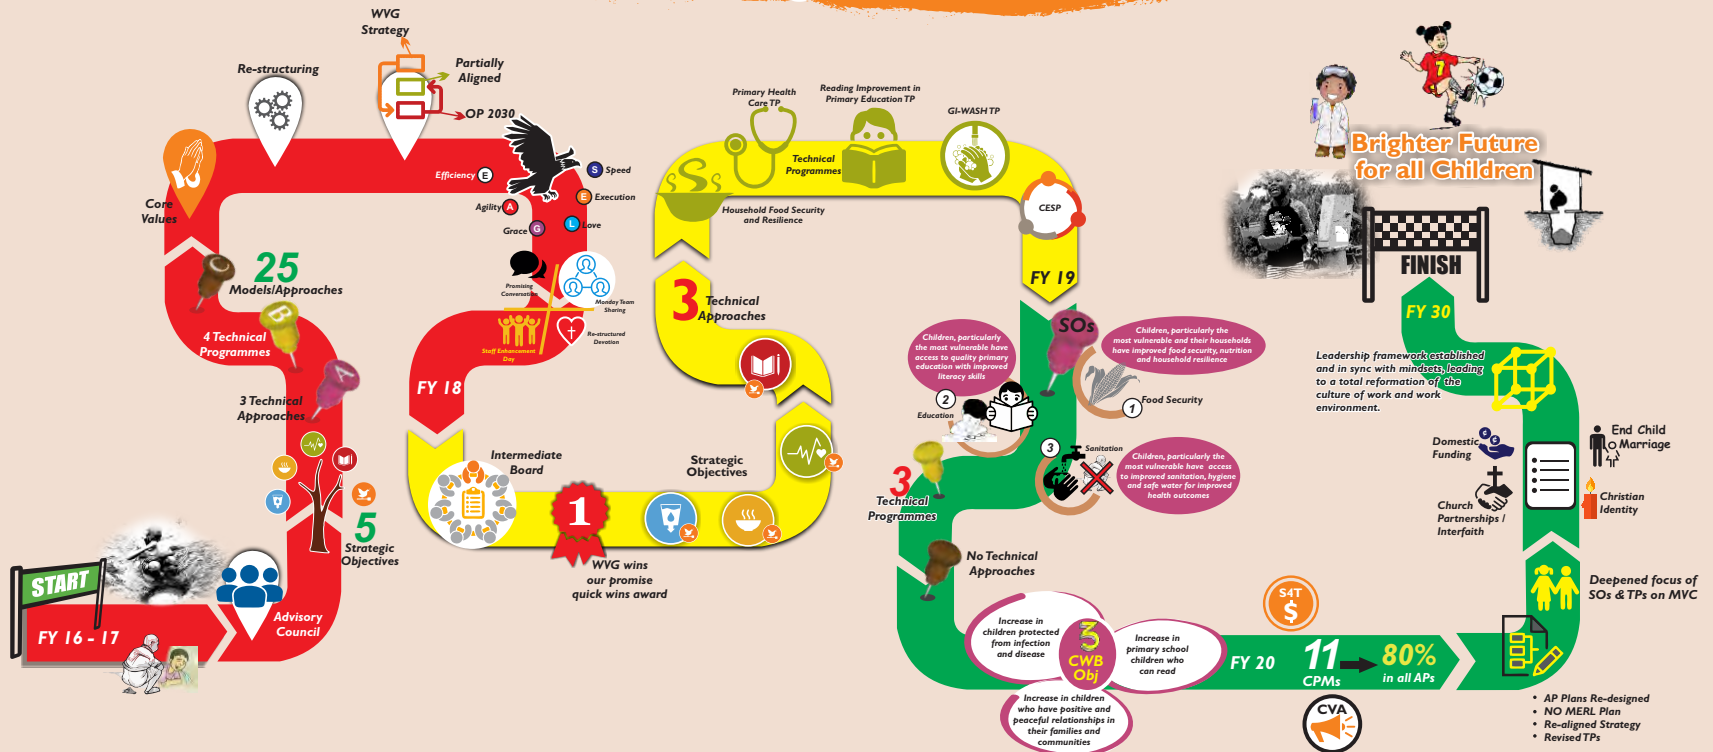 START
FY 16 - 17
Advisory
Council
5
Strategic
Objectives
A
3 Technical
Approaches
B
4 Technical
Programmes
C
25
Models/Approaches
Core
Values
Re-structuring
WVG
Strategy
Partially
Aligned
OP 2030
Efficiency E
Agility A
Grace G
S Speed
E Execution
L Love
Promising
Conversation
Monday Team
Sharing
Staff Enhancement
Day
Re-structured
Devotion
FY 18
Intermediate
Board
1
WVG wins
our promise
quick wins award
Strategic
Objectives
3
Technical
Approaches
Household Food Security
and Resilience
Primary Health
Care TP
Technical
Programmes
Reading Improvement in
Primary Education TP
GI-WASH TP
CESP
FY 19
SOs
Children, particularly the
most vulnerable and their households
have improved food security, nutrition
and household resilience
1
Food Security
Children, particularly
the most vulnerable have
access to quality primary
education with improved
literacy skills
2
Education
3
Sanitation
Children, particularly the
most vulnerable have access
to improved sanitation, hygiene
and safe water for improved
health outcomes
3
Technical
Programmes
No Technical
Approaches
Increase in
children protected
from infection
and disease
3
CWB
Obj
Increase in
primary school
children who
can read
Increase in children
who have positive and
peaceful relationships in
their families and
communities
FY 20
S4T
$
11
CPMs
80%
in all APs
CVA
• AP Plans Re-designed
• NO MERL Plan
• Re-aligned Strategy
• Revised TPs
Deepened focus of
SOs & TPs on MVC
Domestic
Funding
Church
Partnerships /
Interfaith
End Child
Marriage
Christian
Identity
Leadership framework established
and in sync with mindsets, leading
to a total reformation of the
culture of work and work
environment.
FY 30
FINISH
Brighter Future
for all Children
7